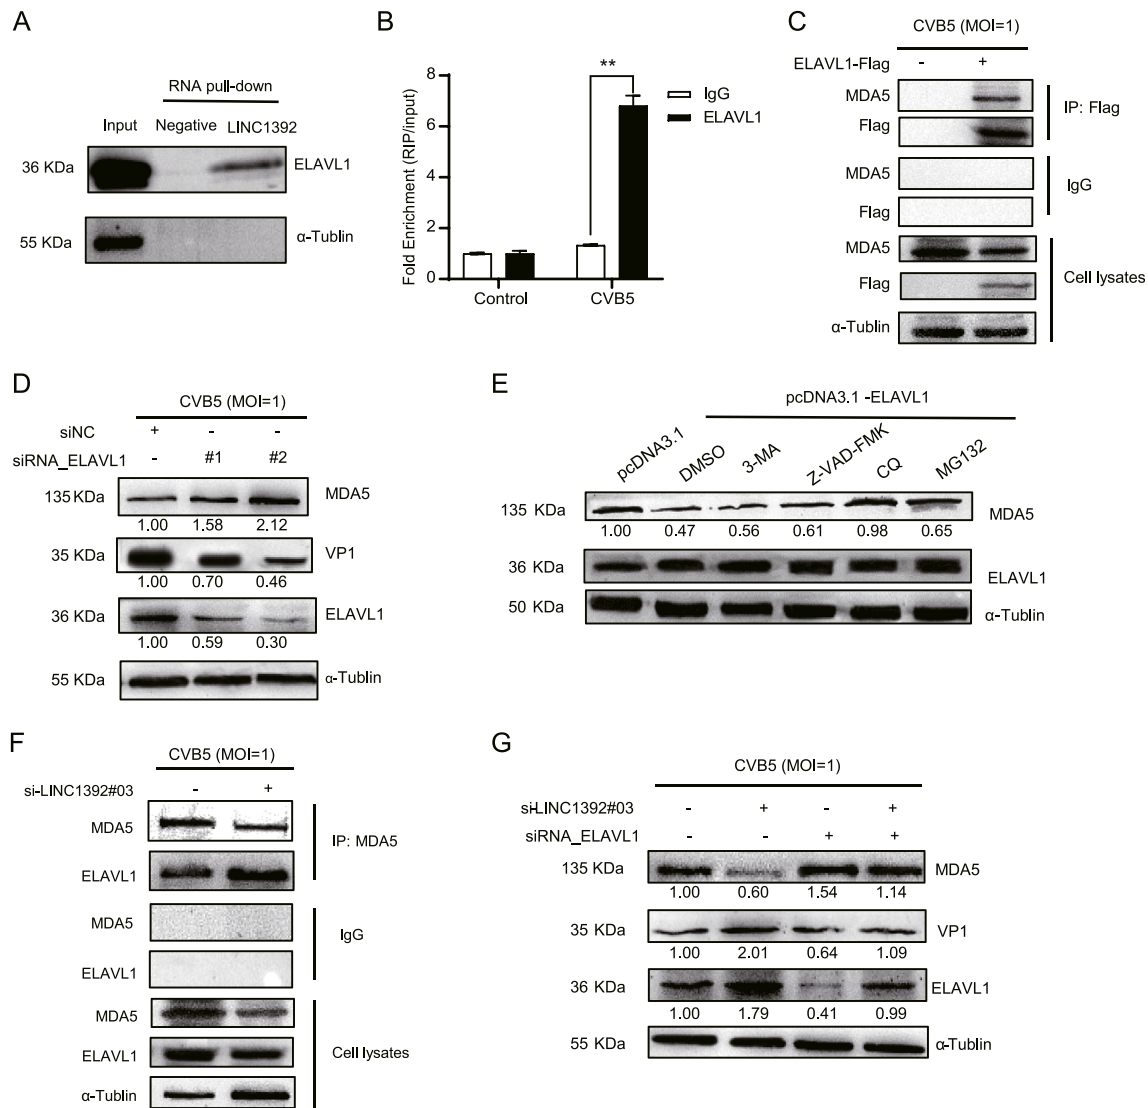 A
RNA pull-down
Input Negative LINC1392
36 KDa ELAVL1
55 KDa α-Tublin
B
Fold Enrichment (RIP/input)
8
6
4
2
0
**
IgG
ELAVL1
Control CVB5
C
CVB5 (MOI=1)
ELAVL1-Flag - +
MDA5
Flag
IP: Flag
MDA5
Flag
IgG
MDA5
Flag
α-Tublin
Cell lysates
D
CVB5 (MOI=1)
siNC + - -
siRNA_ELAVL1 - #1 #2
135 KDa MDA5
1.00 1.58 2.12
35 KDa VP1
1.00 0.70 0.46
36 KDa ELAVL1
1.00 0.59 0.30
55 KDa α-Tublin
E
pcDNA3.1 -ELAVL1
pcDNA3.1 DMSO 3-MA Z-VAD-FMK CQ MG132
135 KDa MDA5
1.00 0.47 0.56 0.61 0.98 0.65
36 KDa ELAVL1
50 KDa α-Tublin
F
CVB5 (MOI=1)
si-LINC1392#03 - +
MDA5
ELAVL1
IP: MDA5
MDA5
ELAVL1
IgG
MDA5
ELAVL1
α-Tublin
Cell lysates
G
CVB5 (MOI=1)
si-LINC1392#03 - + - +
siRNA_ELAVL1 - - + +
135 KDa MDA5
1.00 0.60 1.54 1.14
35 KDa VP1
1.00 2.01 0.64 1.09
36 KDa ELAVL1
1.00 1.79 0.41 0.99
55 KDa α-Tublin